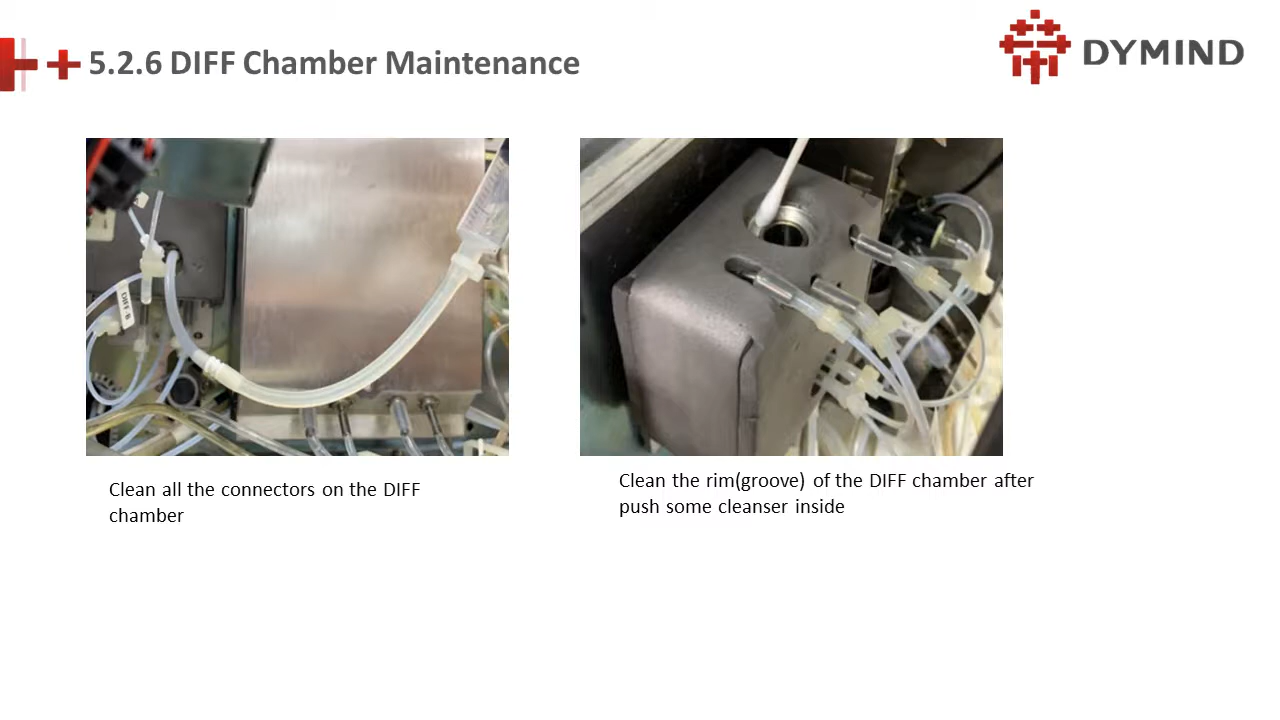 5.2.6 DIFF Chamber Maintenance
DYMIND
DIFF-B
Clean all the connectors on the DIFF
chamber
Clean the rim(groove) of the DIFF chamber after
push some cleanser inside